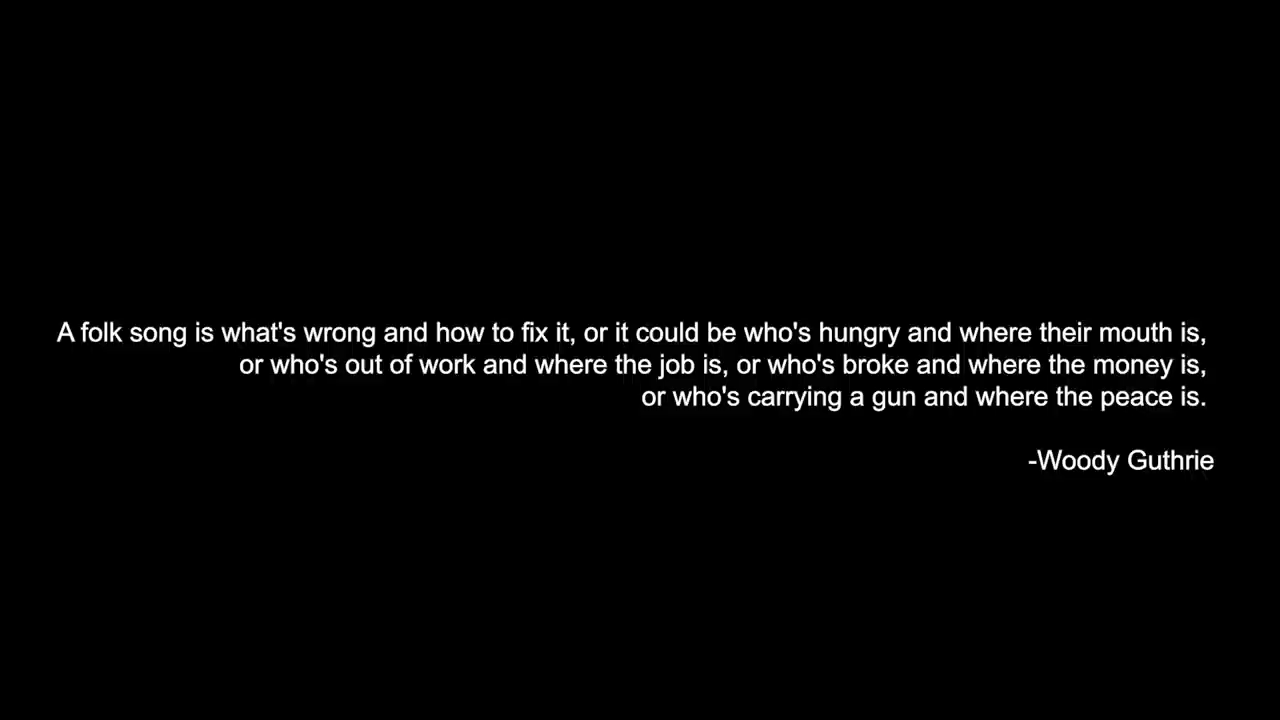 A folk song is what's wrong and how to fix it, or it could be who's hungry and where their mouth is,
or who's out of work and where the job is, or who's broke and where the money is,
or who's carrying a gun and where the peace is.
-Woody Guthrie